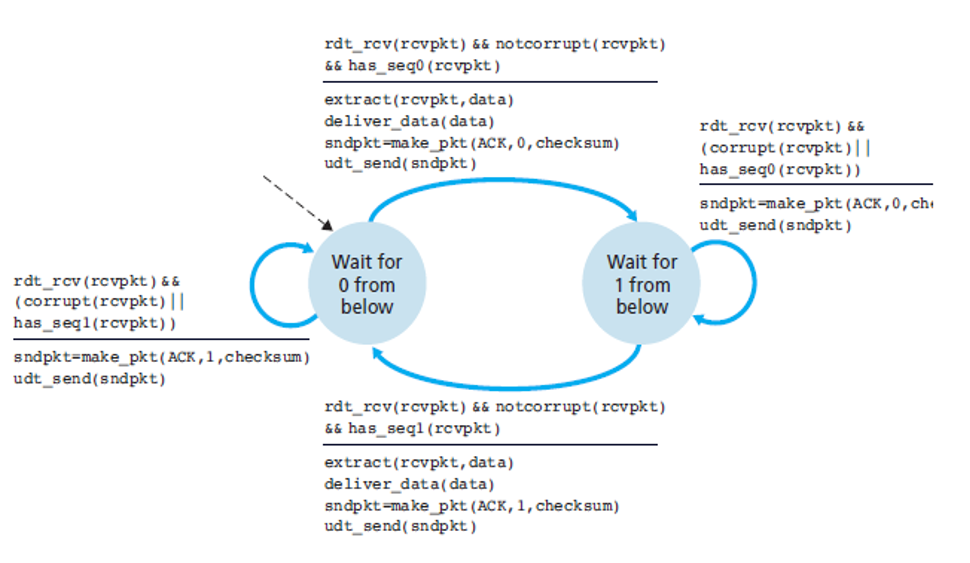 rdt_rcv(rcvpkt) && notcorrupt(rcvpkt)
&& has_seq0(rcvpkt)
extract(rcvpkt,data)
deliver_data(data)
sndpkt=make_pkt(ACK,0,checksum)
udt_send(sndpkt)
rdt_rcv(rcvpkt) &&
(corrupt(rcvpkt)||
has_seq0(rcvpkt))
sndpkt=make_pkt(ACK,0,che
udt_send(sndpkt)
Wait for
0 from
below
Wait for
1 from
below
rdt_rcv(rcvpkt) &&
(corrupt(rcvpkt)||
has_seq1(rcvpkt))
sndpkt=make_pkt(ACK,1,checksum)
udt_send(sndpkt)
rdt_rcv(rcvpkt) && notcorrupt(rcvpkt)
&& has_seq1(rcvpkt)
extract(rcvpkt,data)
deliver_data(data)
sndpkt=make_pkt(ACK,1,checksum)
udt_send(sndpkt)